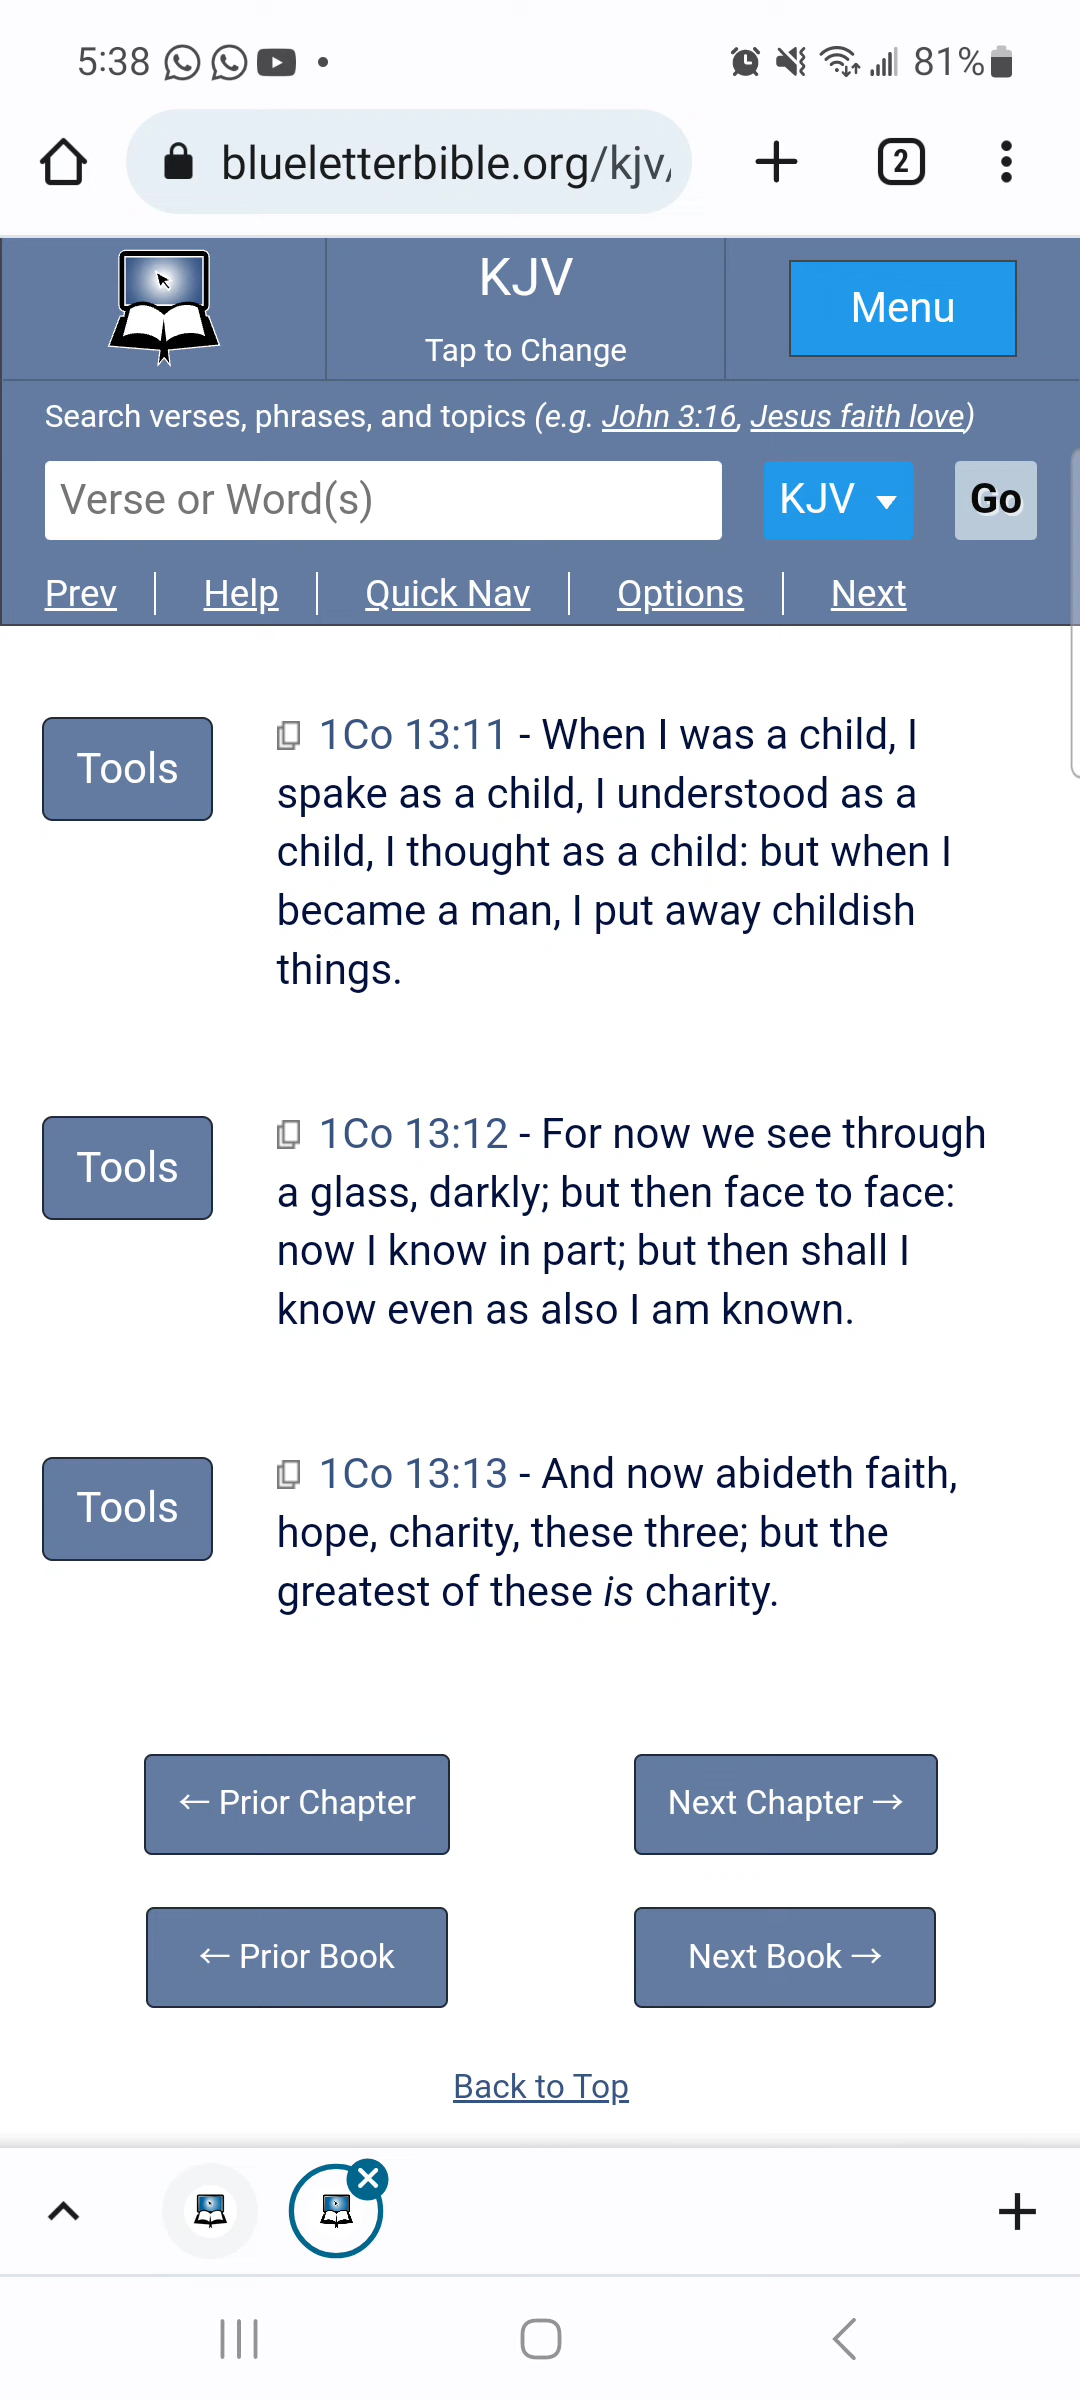 5:38 81%
blueletterbible.org/kjv/
2
KJV
Tap to Change
Menu
Search verses, phrases, and topics (e.g. John 3:16, Jesus faith love)
Verse or Word(s) KJV Go
Prev | Help | Quick Nav | Options | Next
Tools
1Co 13:11 - When I was a child, I
spake as a child, I understood as a
child, I thought as a child: but when I
became a man, I put away childish
things.
Tools
1Co 13:12 - For now we see through
a glass, darkly; but then face to face:
now I know in part; but then shall I
know even as also I am known.
Tools
1Co 13:13 - And now abideth faith,
hope, charity, these three; but the
greatest of these is charity.
← Prior Chapter Next Chapter →
← Prior Book Next Book →
Back to Top